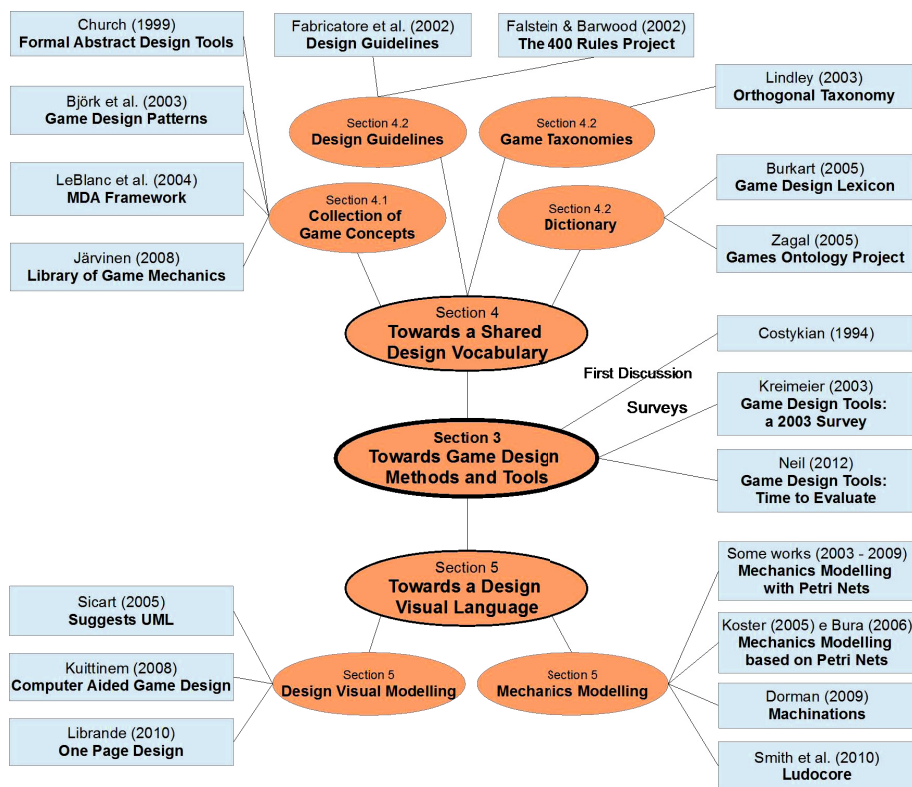 Church (1999)
Formal Abstract Design Tools
Fabricatore et al. (2002)
Design Guidelines
Falstein & Barwood (2002)
The 400 Rules Project
Lindley (2003)
Orthogonal Taxonomy
Björk et al. (2003)
Game Design Patterns
Section 4.2
Design Guidelines
Section 4.2
Game Taxonomies
LeBlanc et al. (2004)
MDA Framework
Section 4.1
Collection of
Game Concepts
Section 4.2
Dictionary
Burkart (2005)
Game Design Lexicon
Järvinen (2008)
Library of Game Mechanics
Zagal (2005)
Games Ontology Project
Section 4
Towards a Shared
Design Vocabulary
Costykian (1994)
First Discussion
Surveys
Kreimeier (2003)
Game Design Tools:
a 2003 Survey
Section 3
Towards Game Design
Methods and Tools
Neil (2012)
Game Design Tools:
Time to Evaluate
Section 5
Towards a Design
Visual Language
Some works (2003 - 2009)
Mechanics Modelling
with Petri Nets
Sicart (2005)
Suggests UML
Koster (2005) e Bura (2006)
Mechanics Modelling
based on Petri Nets
Kuittinem (2008)
Computer Aided Game Design
Section 5
Design Visual Modelling
Section 5
Mechanics Modelling
Dorman (2009)
Machinations
Librande (2010)
One Page Design
Smith et al. (2010)
Ludocore